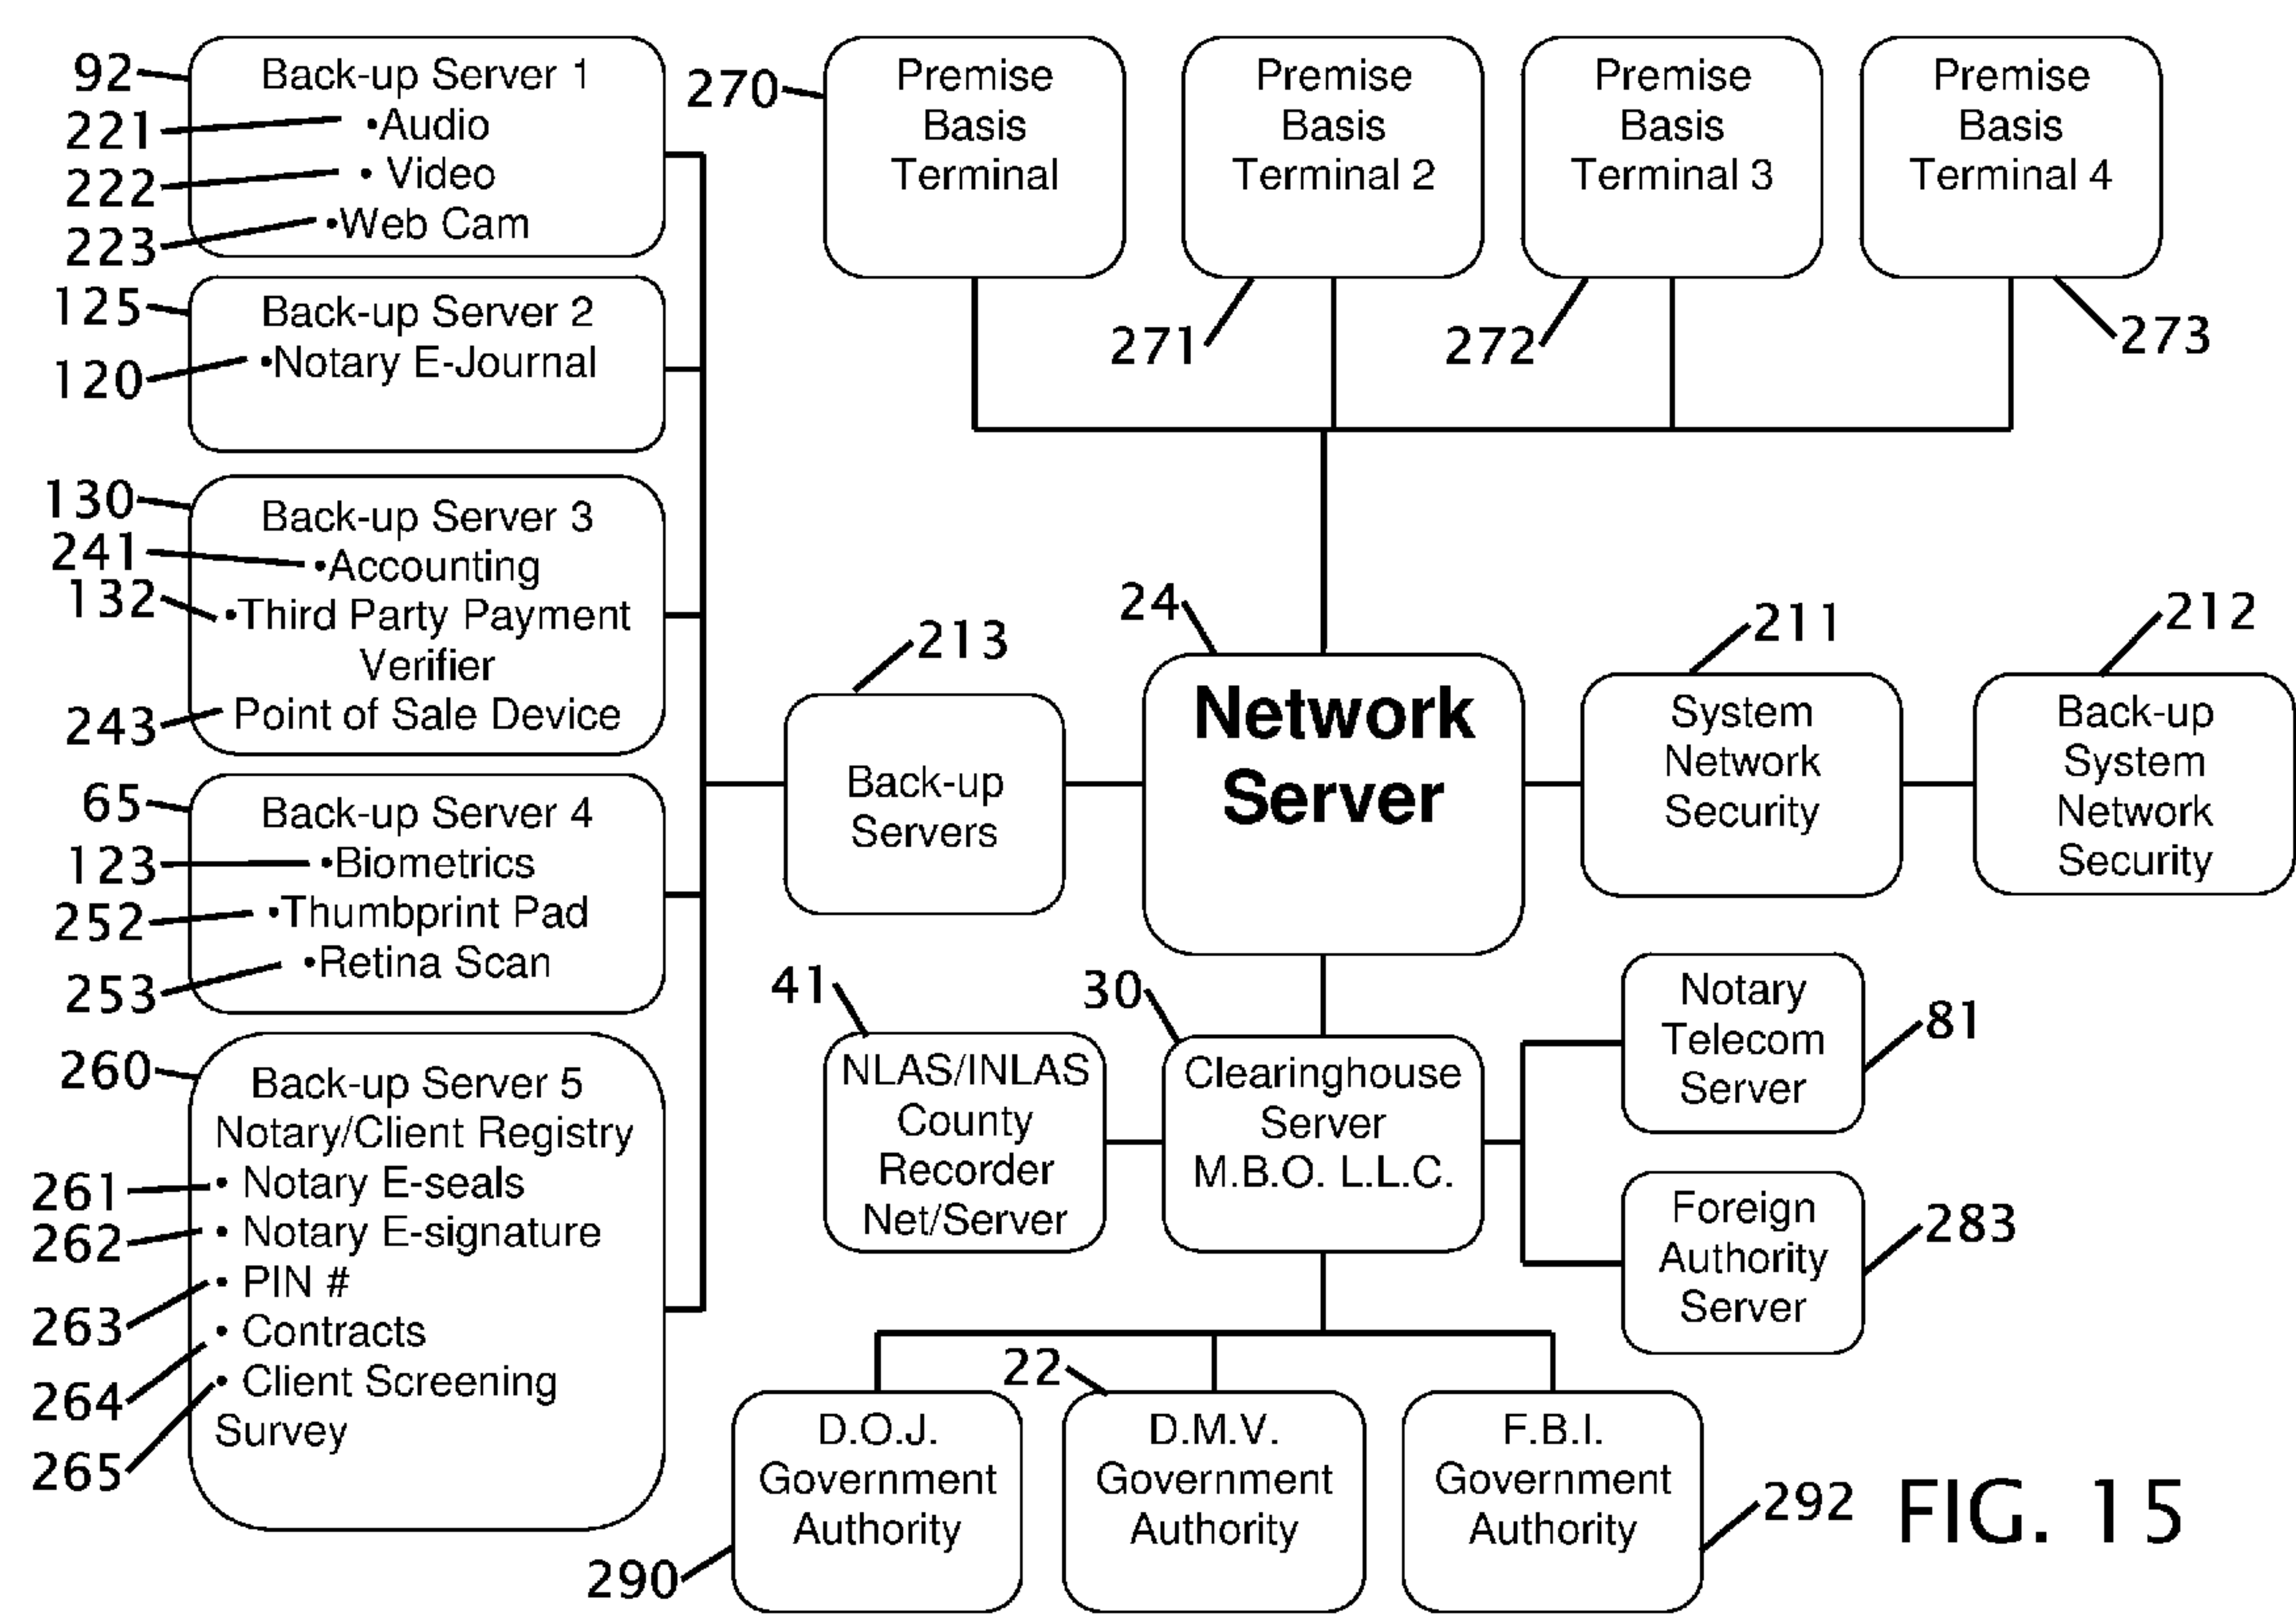 92
Back-up Server 1
221
•Audio
222
• Video
223
•Web Cam
125
Back-up Server 2
120
•Notary E-Journal
130
Back-up Server 3
241
•Accounting
132
•Third Party Payment
Verifier
243
Point of Sale Device
65
Back-up Server 4
123
•Biometrics
252
•Thumbprint Pad
253
•Retina Scan
260
Back-up Server 5
Notary/Client Registry
261
• Notary E-seals
262
• Notary E-signature
263
• PIN #
264
• Contracts
265
• Client Screening
Survey
270
Premise
Basis
Terminal
Premise
Basis
Terminal 2
271
Premise
Basis
Terminal 3
272
Premise
Basis
Terminal 4
273
213
Back-up
Servers
24
Network
Server
211
System
Network
Security
212
Back-up
System
Network
Security
41
NLAS/INLAS
County
Recorder
Net/Server
30
Clearinghouse
Server
M.B.O. L.L.C.
Notary
Telecom
Server
81
Foreign
Authority
Server
283
D.O.J.
Government
Authority
290
22
D.M.V.
Government
Authority
F.B.I.
Government
Authority
292
FIG. 15